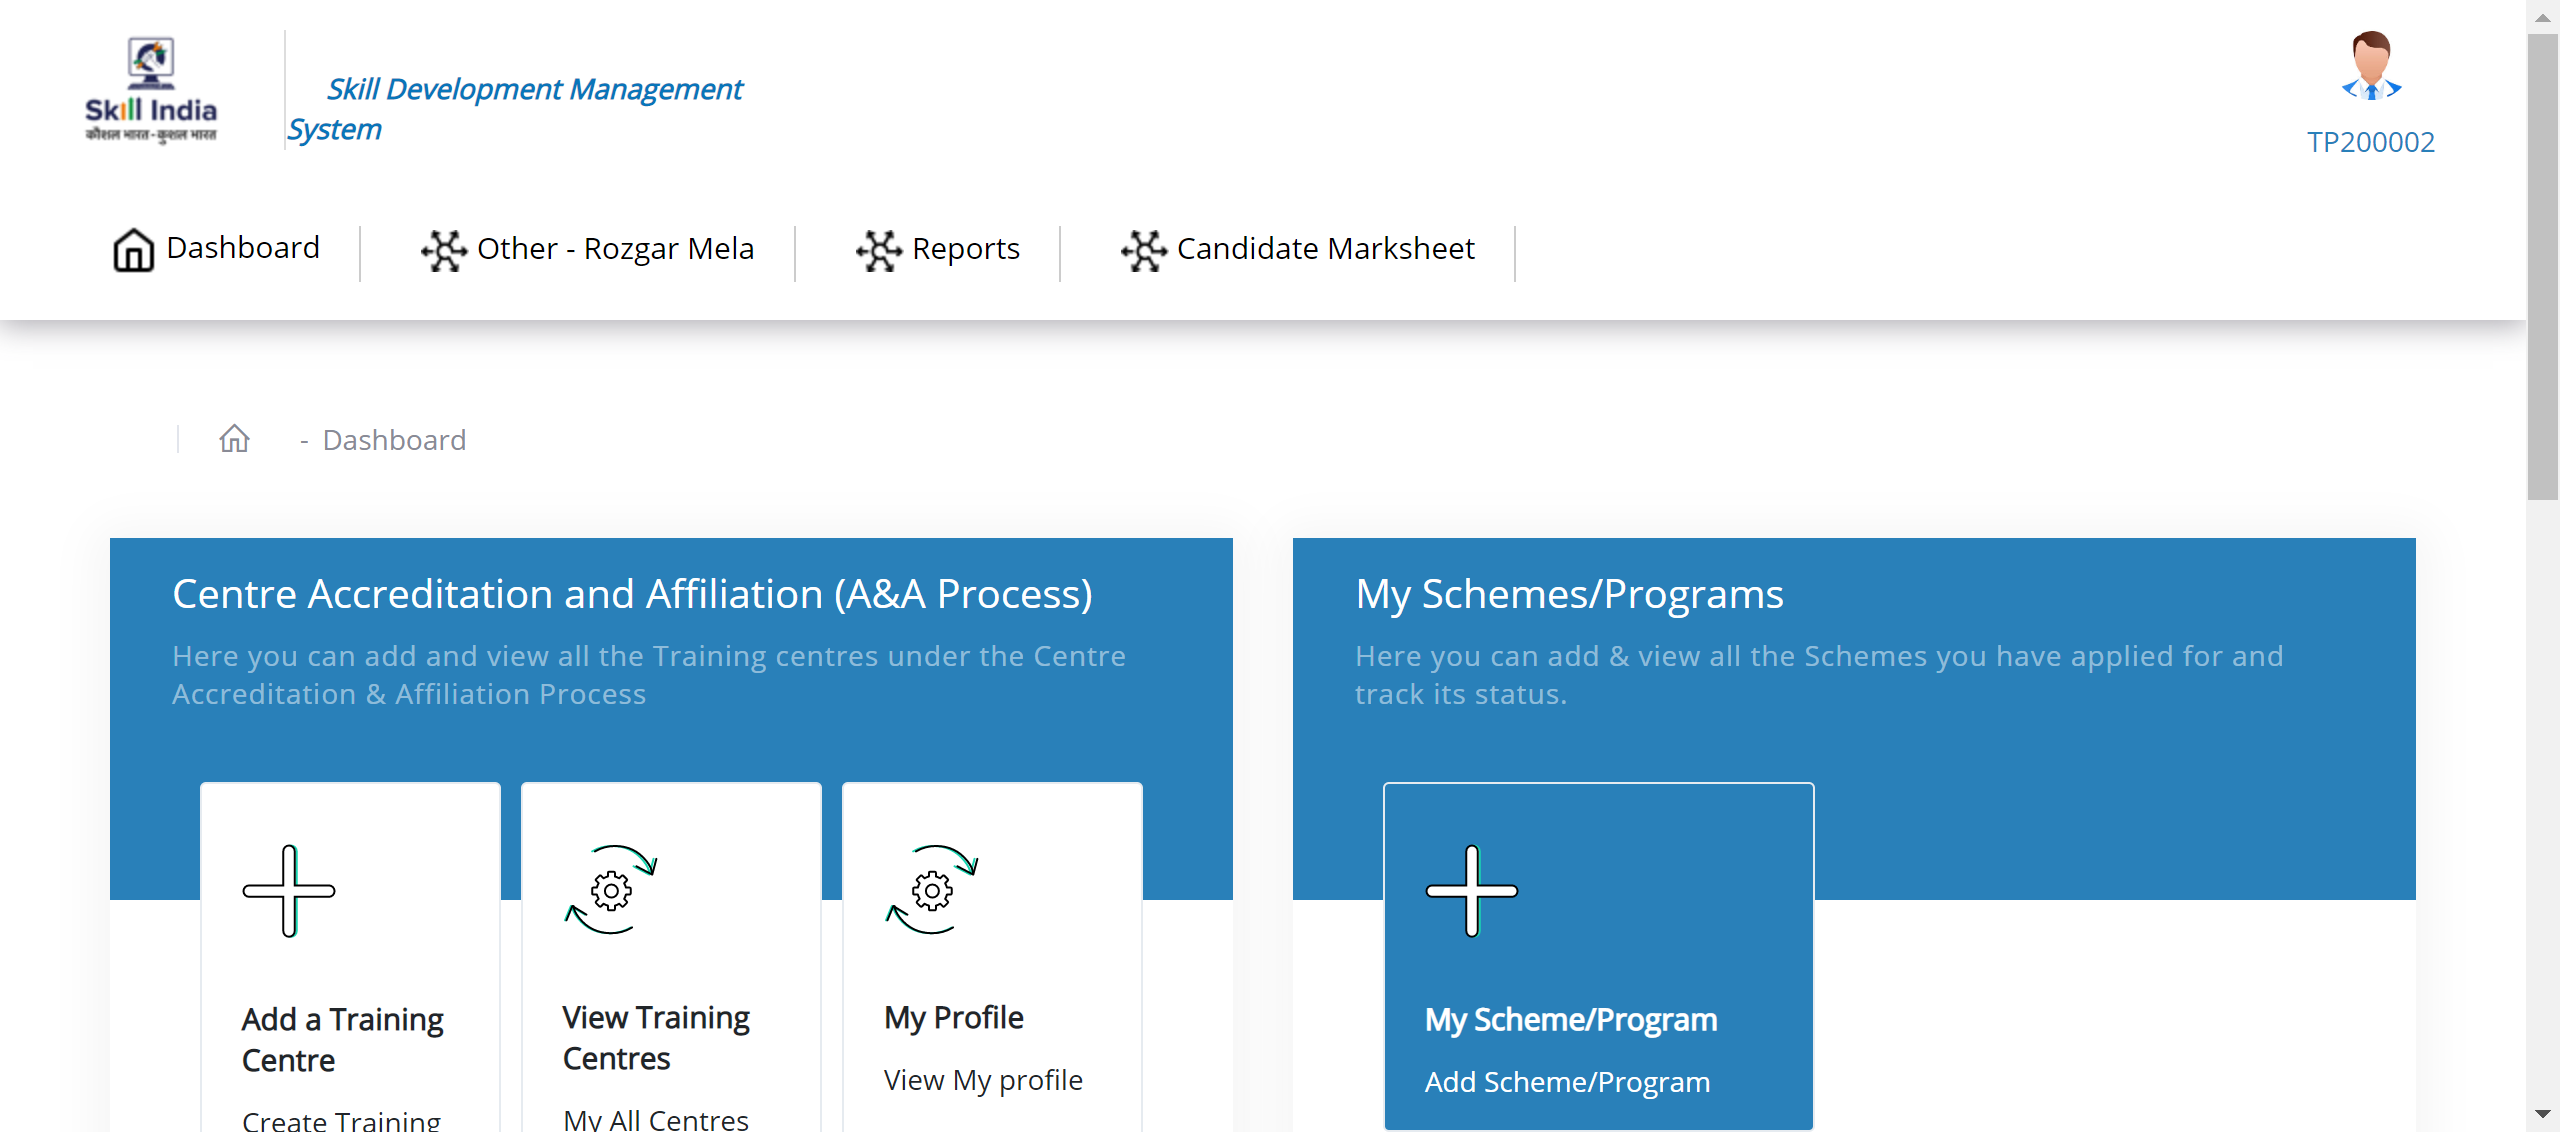 Skill India
कौशल भारत - कुशल भारत
Skill Development Management
System
TP200002
Dashboard
Other - Rozgar Mela
Reports
Candidate Marksheet
- Dashboard
Centre Accreditation and Affiliation (A&A Process)
Here you can add and view all the Training centres under the Centre
Accreditation & Affiliation Process
Add a Training
Centre
Create Training
View Training
Centres
My All Centres
My Profile
View My profile
My Schemes/Programs
Here you can add & view all the Schemes you have applied for and
track its status.
My Scheme/Program
Add Scheme/Program